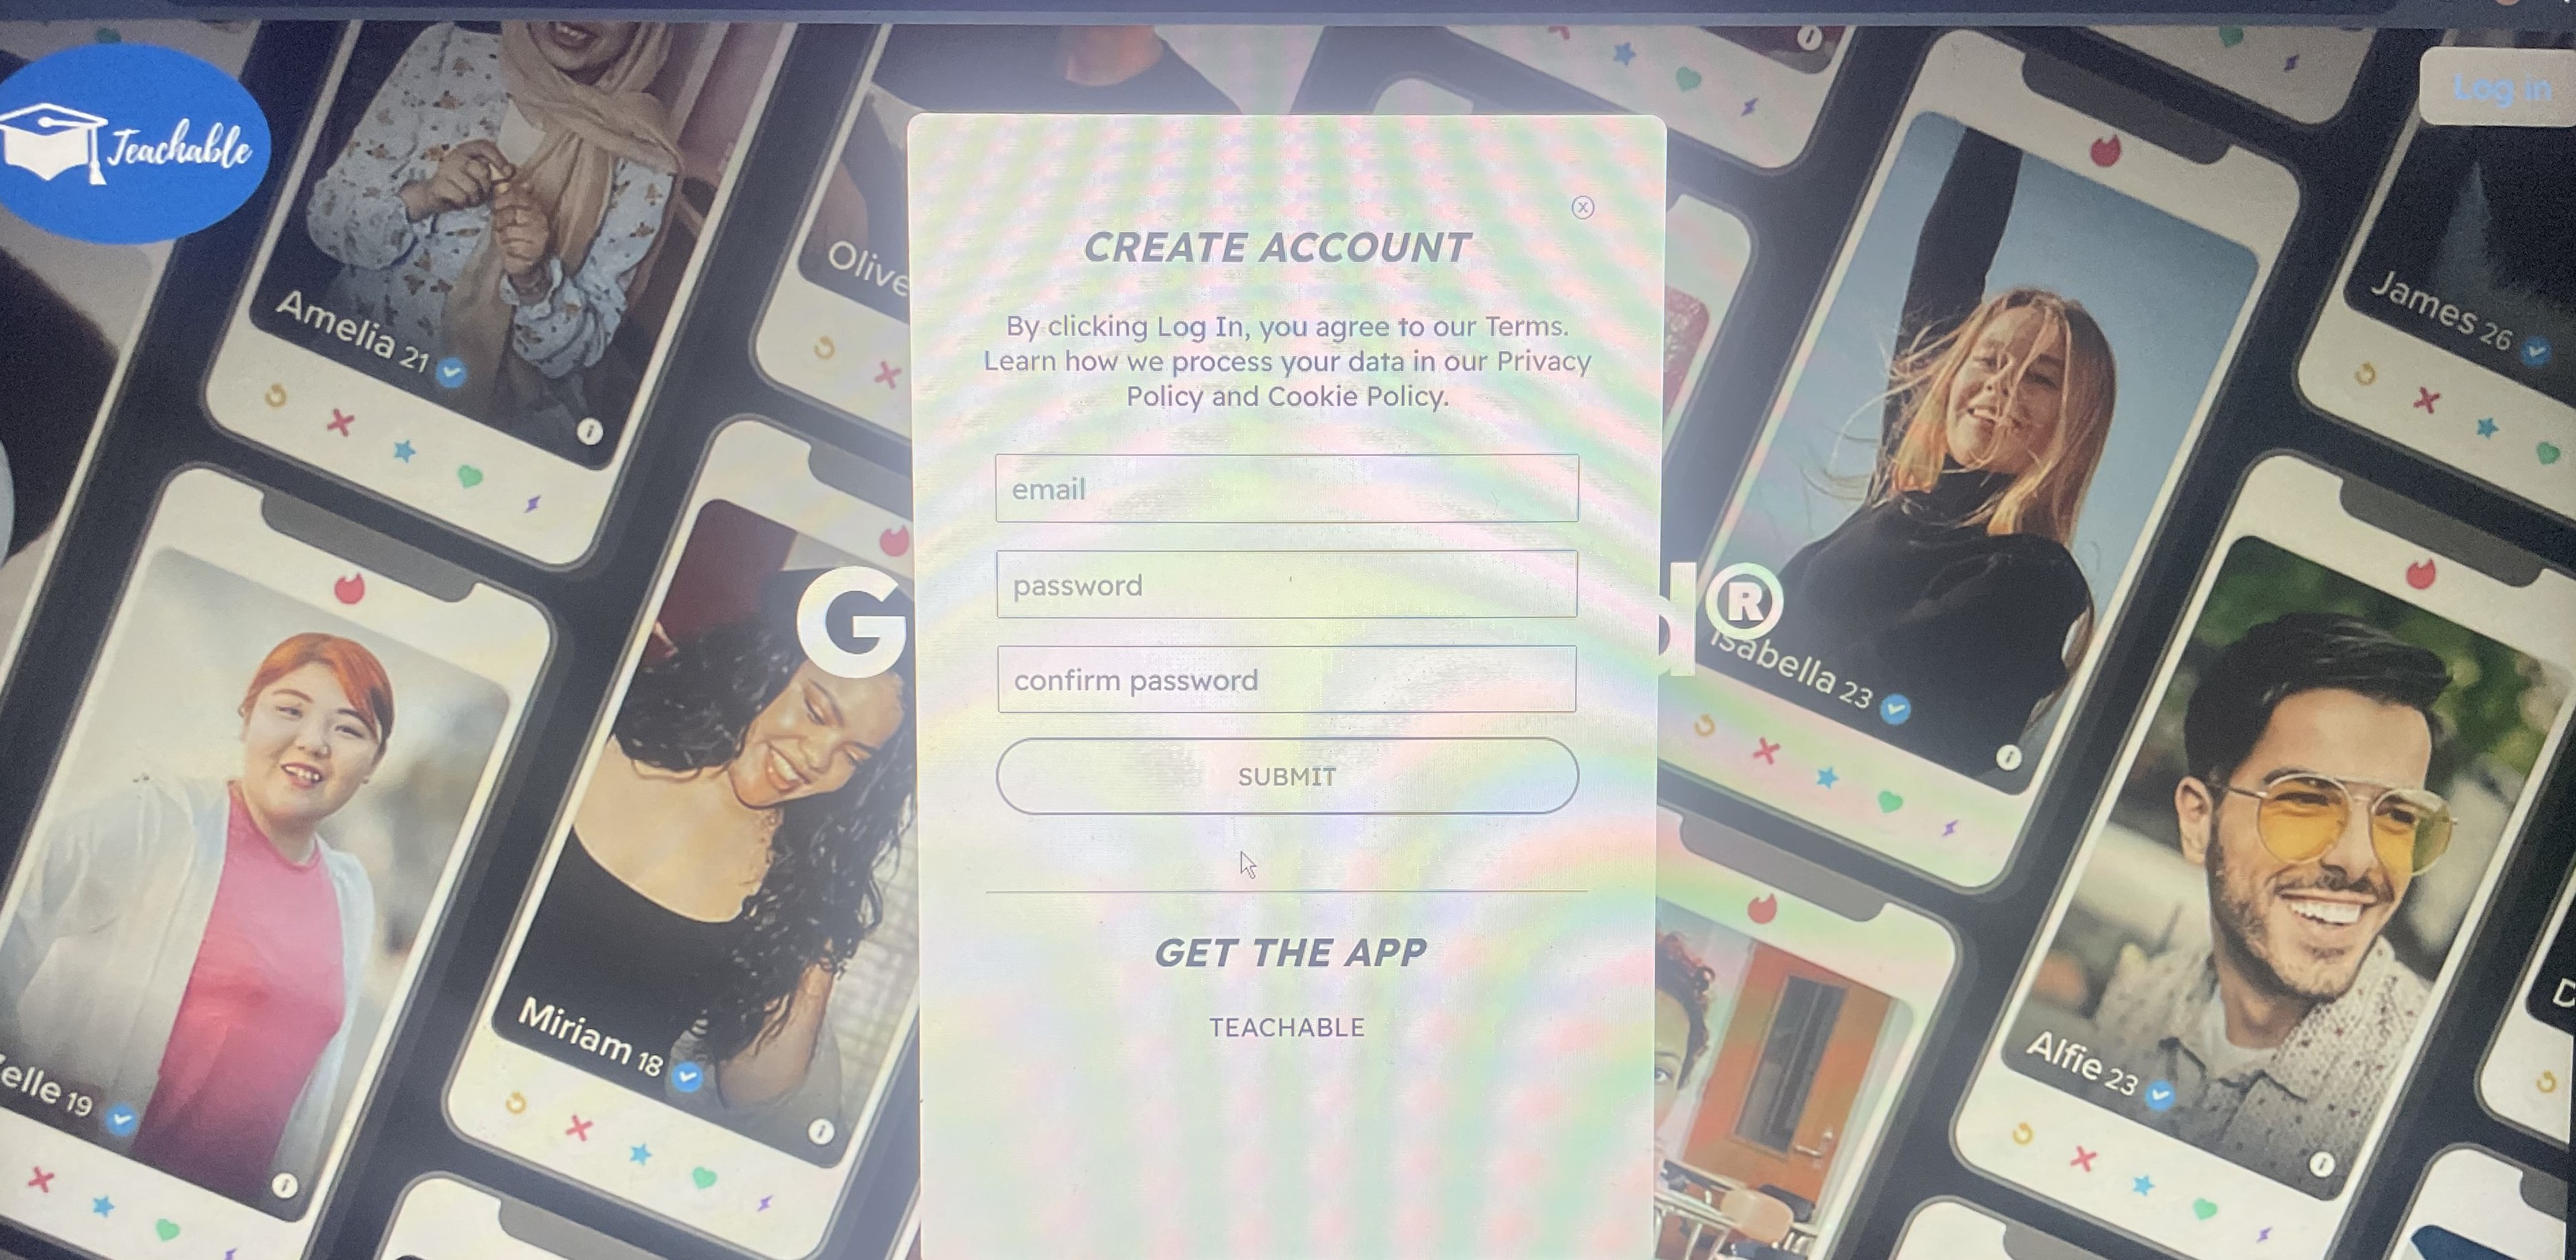 Teachable
Log in
Amelia 21
Olive
James 26
CREATE ACCOUNT
By clicking Log In, you agree to our Terms.
Learn how we process your data in our Privacy
Policy and Cookie Policy.
email
password
confirm password
SUBMIT
G
d®
Isabella 23
GET THE APP
TEACHABLE
elle 19
Miriam 18
Alfie 23
D